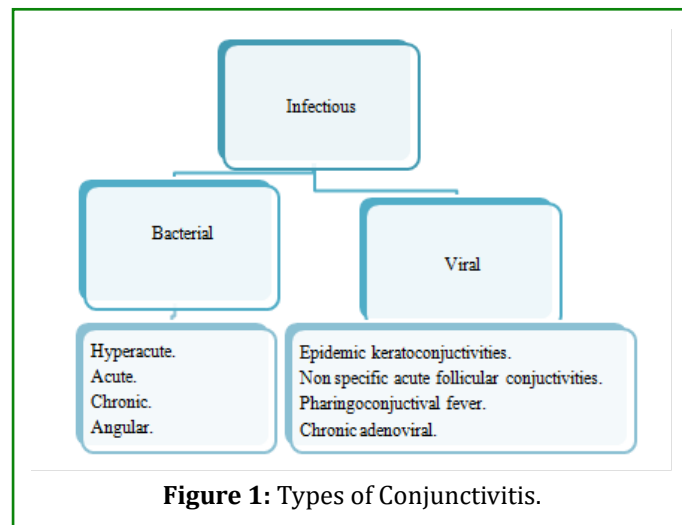 Infectious
Bacterial
Viral
Hyperacute.
Acute.
Chronic.
Angular.
Epidemic keratoconjuctivities.
Non specific acute follicular conjuctivities.
Pharingoconjuctival fever.
Chronic adenoviral.
Figure 1: Types of Conjunctivitis.